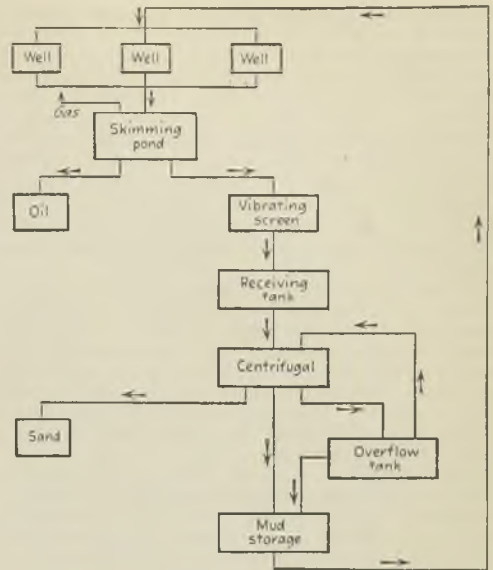 Well
Well
Well
Gas
Skimming
pond
Oil
Vibrating
screen
Receiving
tank
Centrifugal
Sand
Overflow
tank
Mud
storage